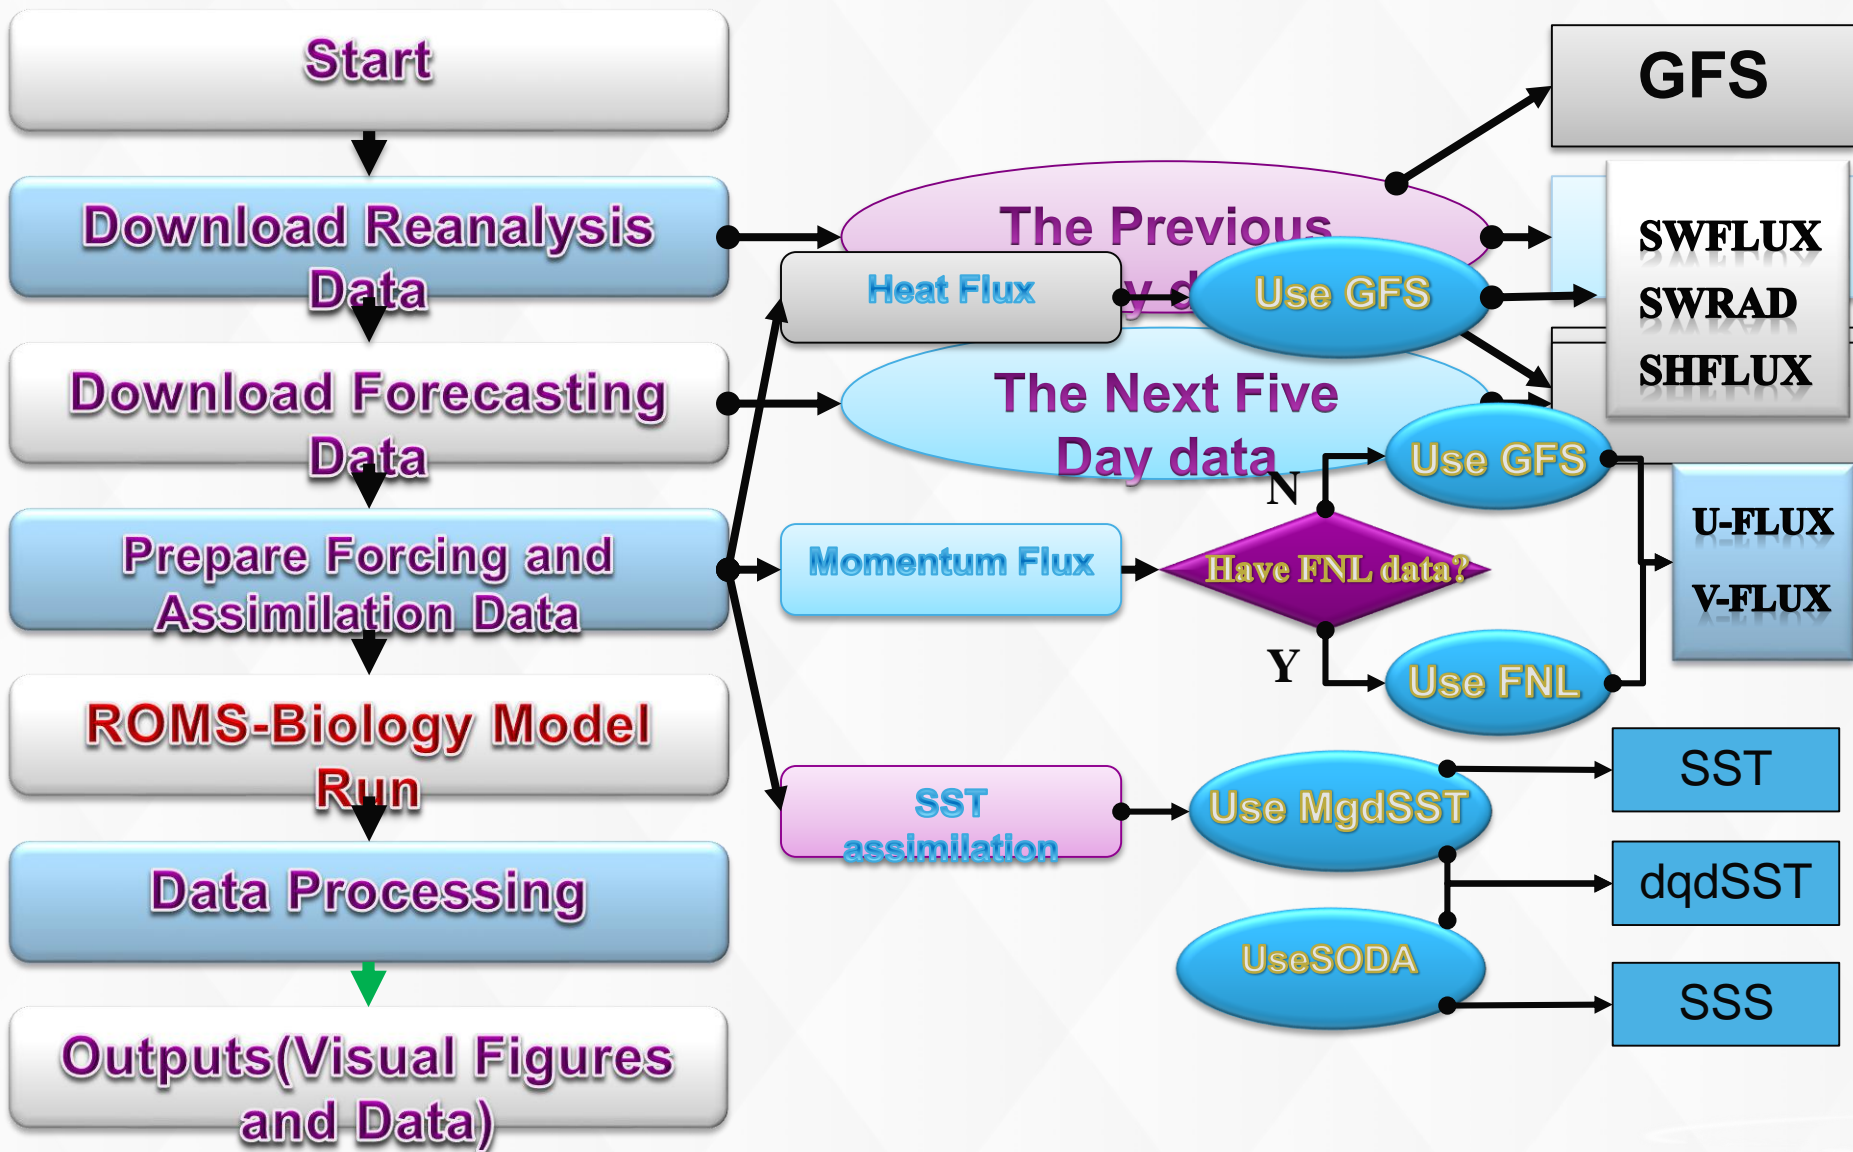 Start
Download Reanalysis
Data
Download Forecasting
Data
Prepare Forcing and
Assimilation Data
ROMS-Biology Model
Run
Data Processing
Outputs(Visual Figures
and Data)
The Previous
Heat Flux
Use GFS
The Next Five
Day data
Momentum Flux
Have FNL data?
N
Y
Use GFS
Use FNL
SST
assimilation
Use MgdSST
UseSODA
GFS
SWFLUX
SWRAD
SHFLUX
U-FLUX
V-FLUX
SST
dqdSST
SSS